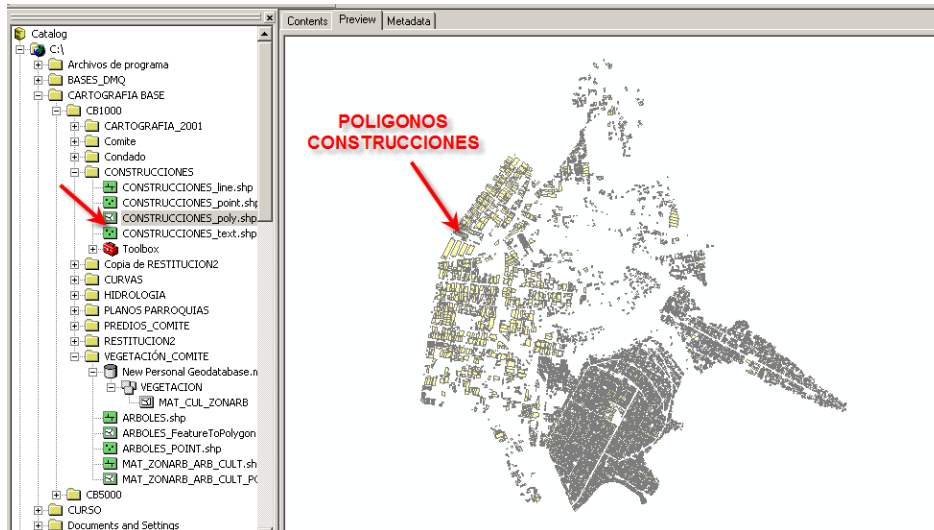 Contents Preview Metadata
Catalog
C:\
Archivos de programa
BASES_DMQ
CARTOGRAFIA BASE
CB1000
CARTOGRAFIA_2001
Comite
Condado
CONSTRUCCIONES
CONSTRUCCIONES_line.shp
CONSTRUCCIONES_point.shp
CONSTRUCCIONES_poly.shp
CONSTRUCCIONES_text.shp
Toolbox
Copia de RESTITUCION2
CURVAS
HIDROLOGIA
PLANOS PARROQUIAS
PREDIOS_COMITE
RESTITUCION2
VEGETACIÓN_COMITE
New Personal Geodatabase.m
VEGETACION
MAT_CUL_ZONARB
ARBOLES.shp
ARBOLES_FeatureToPolygon
ARBOLES_POINT.shp
MAT_ZONARB_ARB_CULT.sh
MAT_ZONARB_ARB_CULT_PO
CB5000
CURSO
Documents and Settings
POLIGONOS
CONSTRUCCIONES